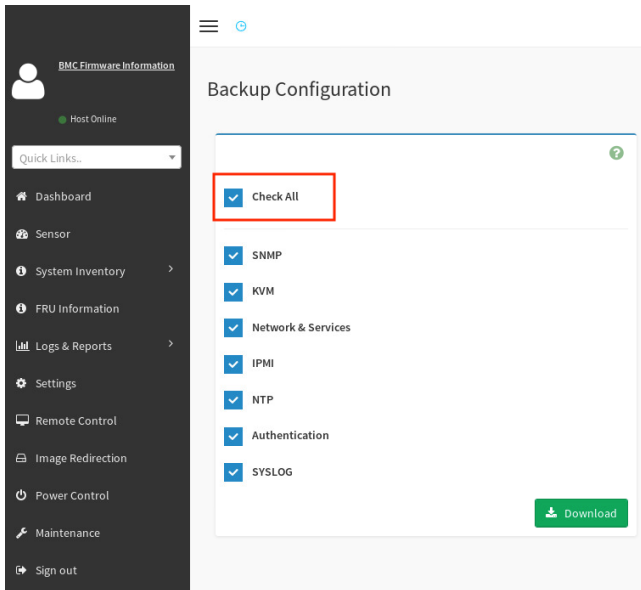 BMC Firmware Information
Host Online
Quick Links..
Dashboard
Sensor
System Inventory
FRU Information
Logs & Reports
Settings
Remote Control
Image Redirection
Power Control
Maintenance
Sign out
Backup Configuration
Check All
SNMP
KVM
Network & Services
IPMI
NTP
Authentication
SYSLOG
Download